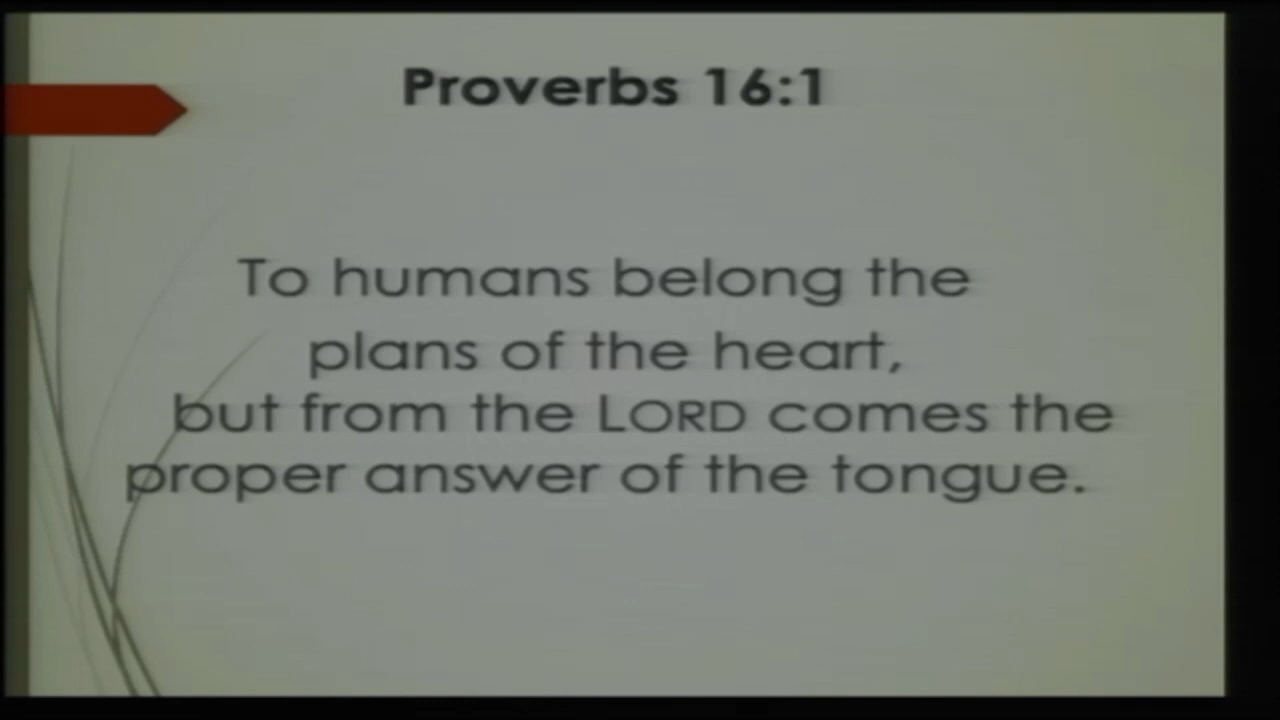 Proverbs 16:1
To humans belong the
plans of the heart,
but from the LORD comes the
proper answer of the tongue.